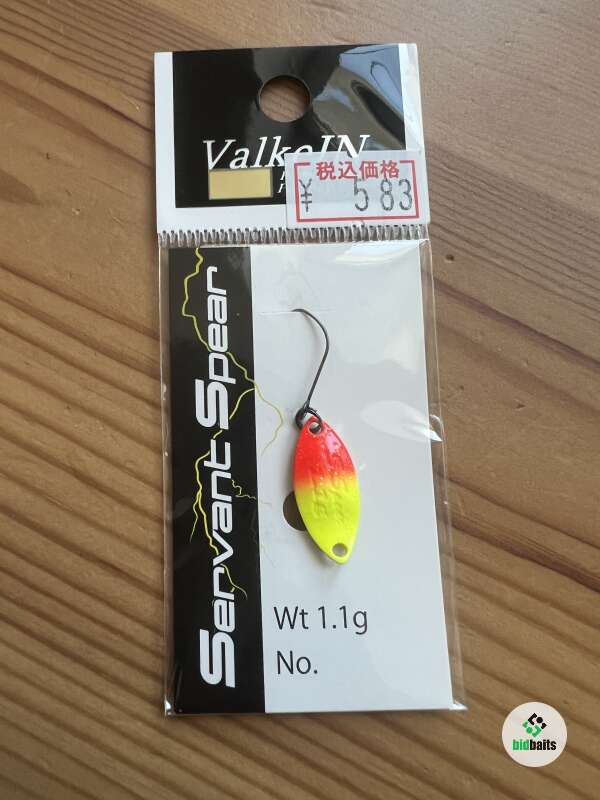 ValkeIN
税込価格
¥ 583
Servant Spear
Wt 1.1g
No.
bidbaits